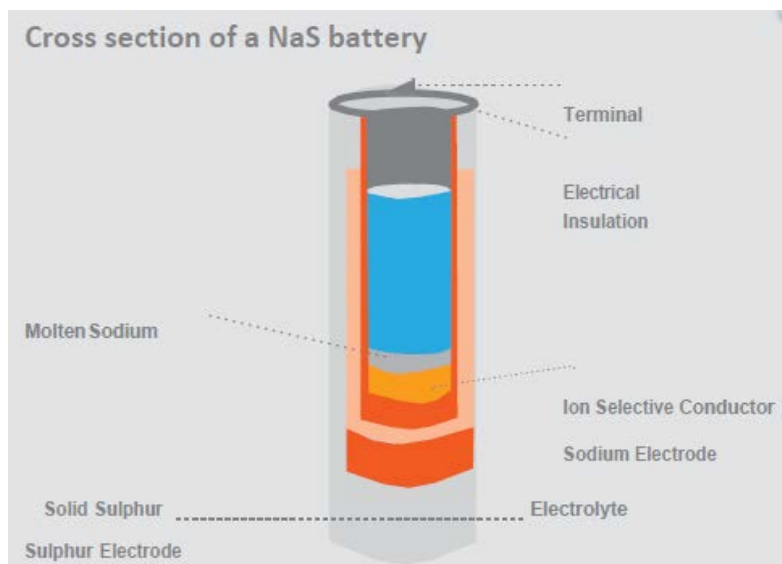 Cross section of a NaS battery
Terminal
Electrical
Insulation
Molten Sodium
Ion Selective Conductor
Sodium Electrode
Solid Sulphur
Electrolyte
Sulphur Electrode